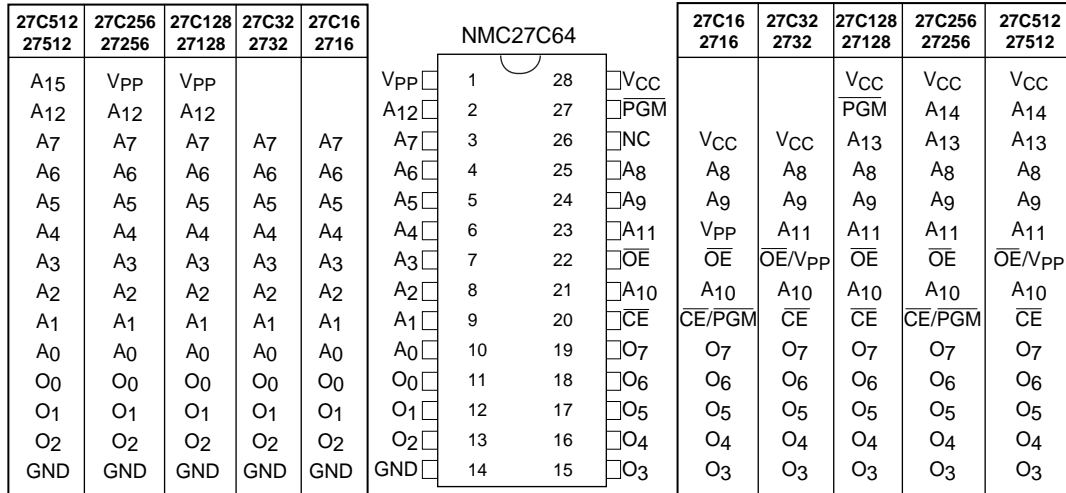 27C512 27C256 27C128 27C32 27C16 NMC27C64 27C16 27C32 27C128 27C256 27C512
27512 27256 27128 2732 2716 2716 2732 27128 27256 27512
A15 VPP VPP VPP 1 28 VCC VCC VCC VCC
A12 A12 A12 A12 2 27 PGM PGM A14 A14
A7 A7 A7 A7 A7 A7 3 26 NC VCC VCC A13 A13 A13
A6 A6 A6 A6 A6 A6 4 25 A8 A8 A8 A8 A8 A8
A5 A5 A5 A5 A5 A5 5 24 A9 A9 A9 A9 A9 A9
A4 A4 A4 A4 A4 A4 6 23 A11 VPP A11 A11 A11 A11
A3 A3 A3 A3 A3 A3 7 22 OE OE OE/VPP OE OE OE/VPP
A2 A2 A2 A2 A2 A2 8 21 A10 A10 A10 A10 A10 A10
A1 A1 A1 A1 A1 A1 9 20 CE CE/PGM CE CE CE/PGM CE
A0 A0 A0 A0 A0 A0 10 19 O7 O7 O7 O7 O7 O7
O0 O0 O0 O0 O0 O0 11 18 O6 O6 O6 O6 O6 O6
O1 O1 O1 O1 O1 O1 12 17 O5 O5 O5 O5 O5 O5
O2 O2 O2 O2 O2 O2 13 16 O4 O4 O4 O4 O4 O4
GND GND GND GND GND GND 14 15 O3 O3 O3 O3 O3 O3